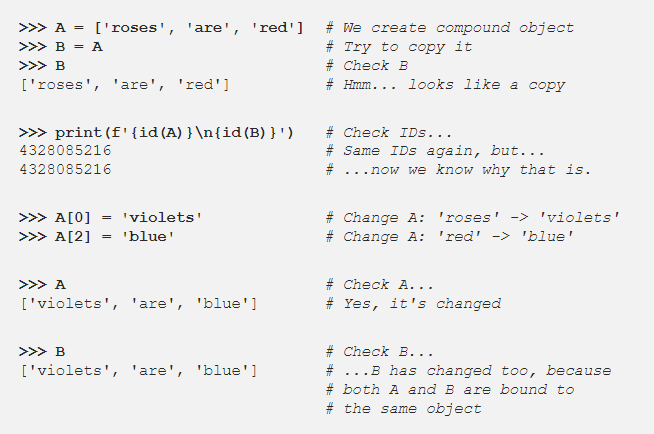 >>> A = ['roses', 'are', 'red']  # We create compound object
>>> B = A                        # Try to copy it
>>> B                            # Check B
['roses', 'are', 'red']          # Hmm... looks like a copy
>>> print(f'{id(A)}\n{id(B)}')   # Check IDs...
4328085216                       # Same IDs again, but...
4328085216                       # ...now we know why that is.
>>> A[0] = 'violets'             # Change A: 'roses' -> 'violets'
>>> A[2] = 'blue'                # Change A: 'red' -> 'blue'
>>> A                            # Check A...
['violets', 'are', 'blue']       # Yes, it's changed
>>> B                            # Check B...
['violets', 'are', 'blue']       # ...B has changed too, because
                                 # both A and B are bound to
                                 # the same object